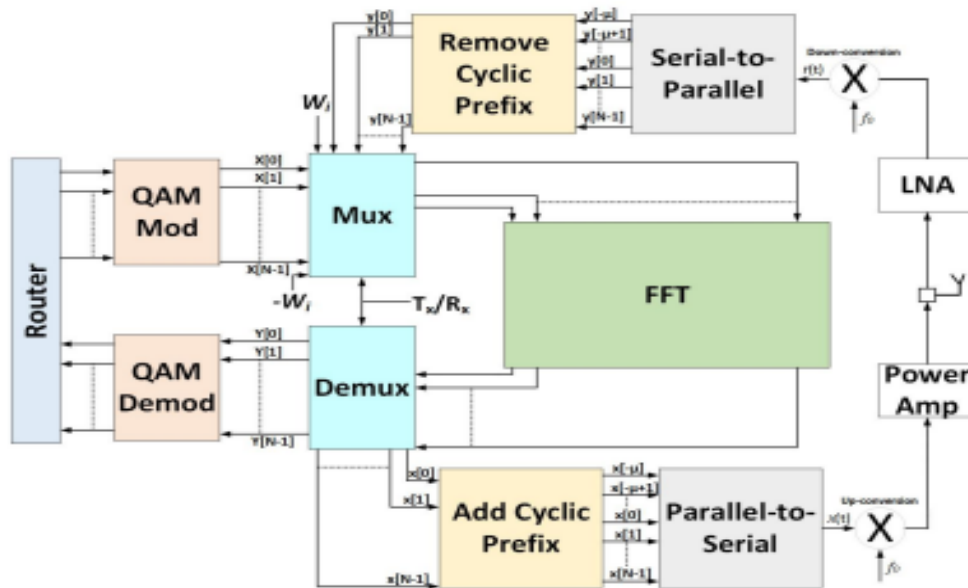 y[0]
y[1]
y[N-1]
Remove
Cyclic
Prefix
y[-μ]
y[-μ+1]
y[0]
y[1]
y[N-1]
Serial-to-
Parallel
Down-conversion
r(t)
X
f₀
Wᵢ
Router
QAM
Mod
X[0]
X[1]
X[N-1]
-Wᵢ
Mux
Tₓ/Rₓ
FFT
LNA
Power
Amp
QAM
Demod
Y[0]
Y[1]
Y[N-1]
Demux
x[0]
x[1]
x[N-1]
Add Cyclic
Prefix
x[-μ]
x[-μ+1]
x[0]
x[1]
x[N-1]
Parallel-to-
Serial
x(t)
Up-conversion
X
f₀